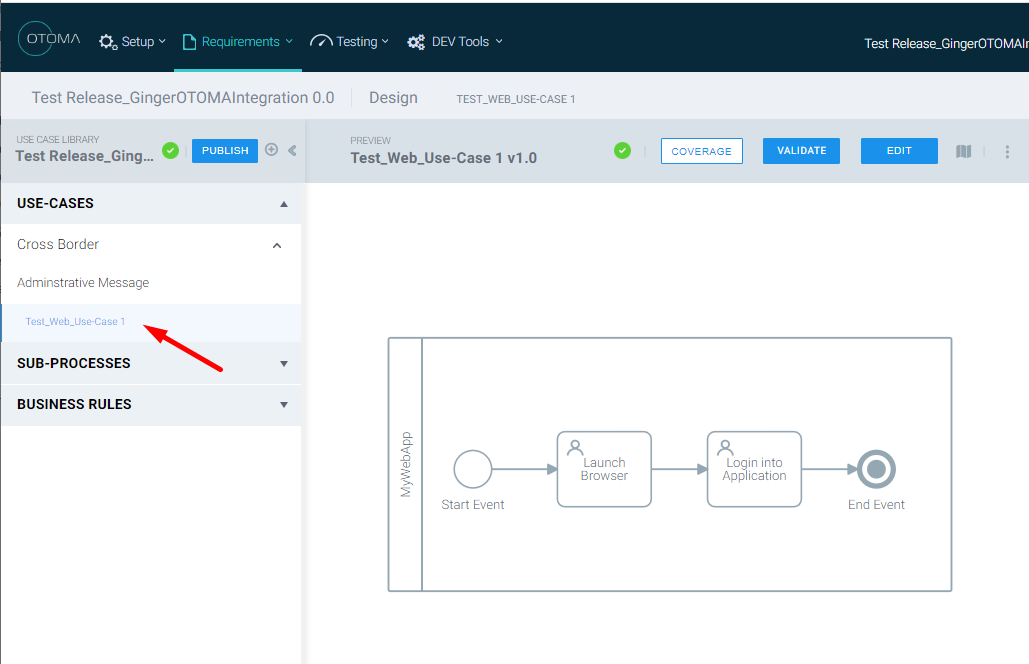 OTOMA
Setup
Requirements
Testing
DEV Tools
Test Release_GingerOTOMAIn
Test Release_GingerOTOMAIntegration 0.0
Design
TEST_WEB_USE-CASE 1
USE CASE LIBRARY
Test Release_Ging...
PUBLISH
PREVIEW
Test_Web_Use-Case 1 v1.0
COVERAGE
VALIDATE
EDIT
USE-CASES
Cross Border
Adminstrative Message
Test_Web_Use-Case 1
SUB-PROCESSES
BUSINESS RULES
MyWebApp
Start Event
Launch
Browser
Login into
Application
End Event